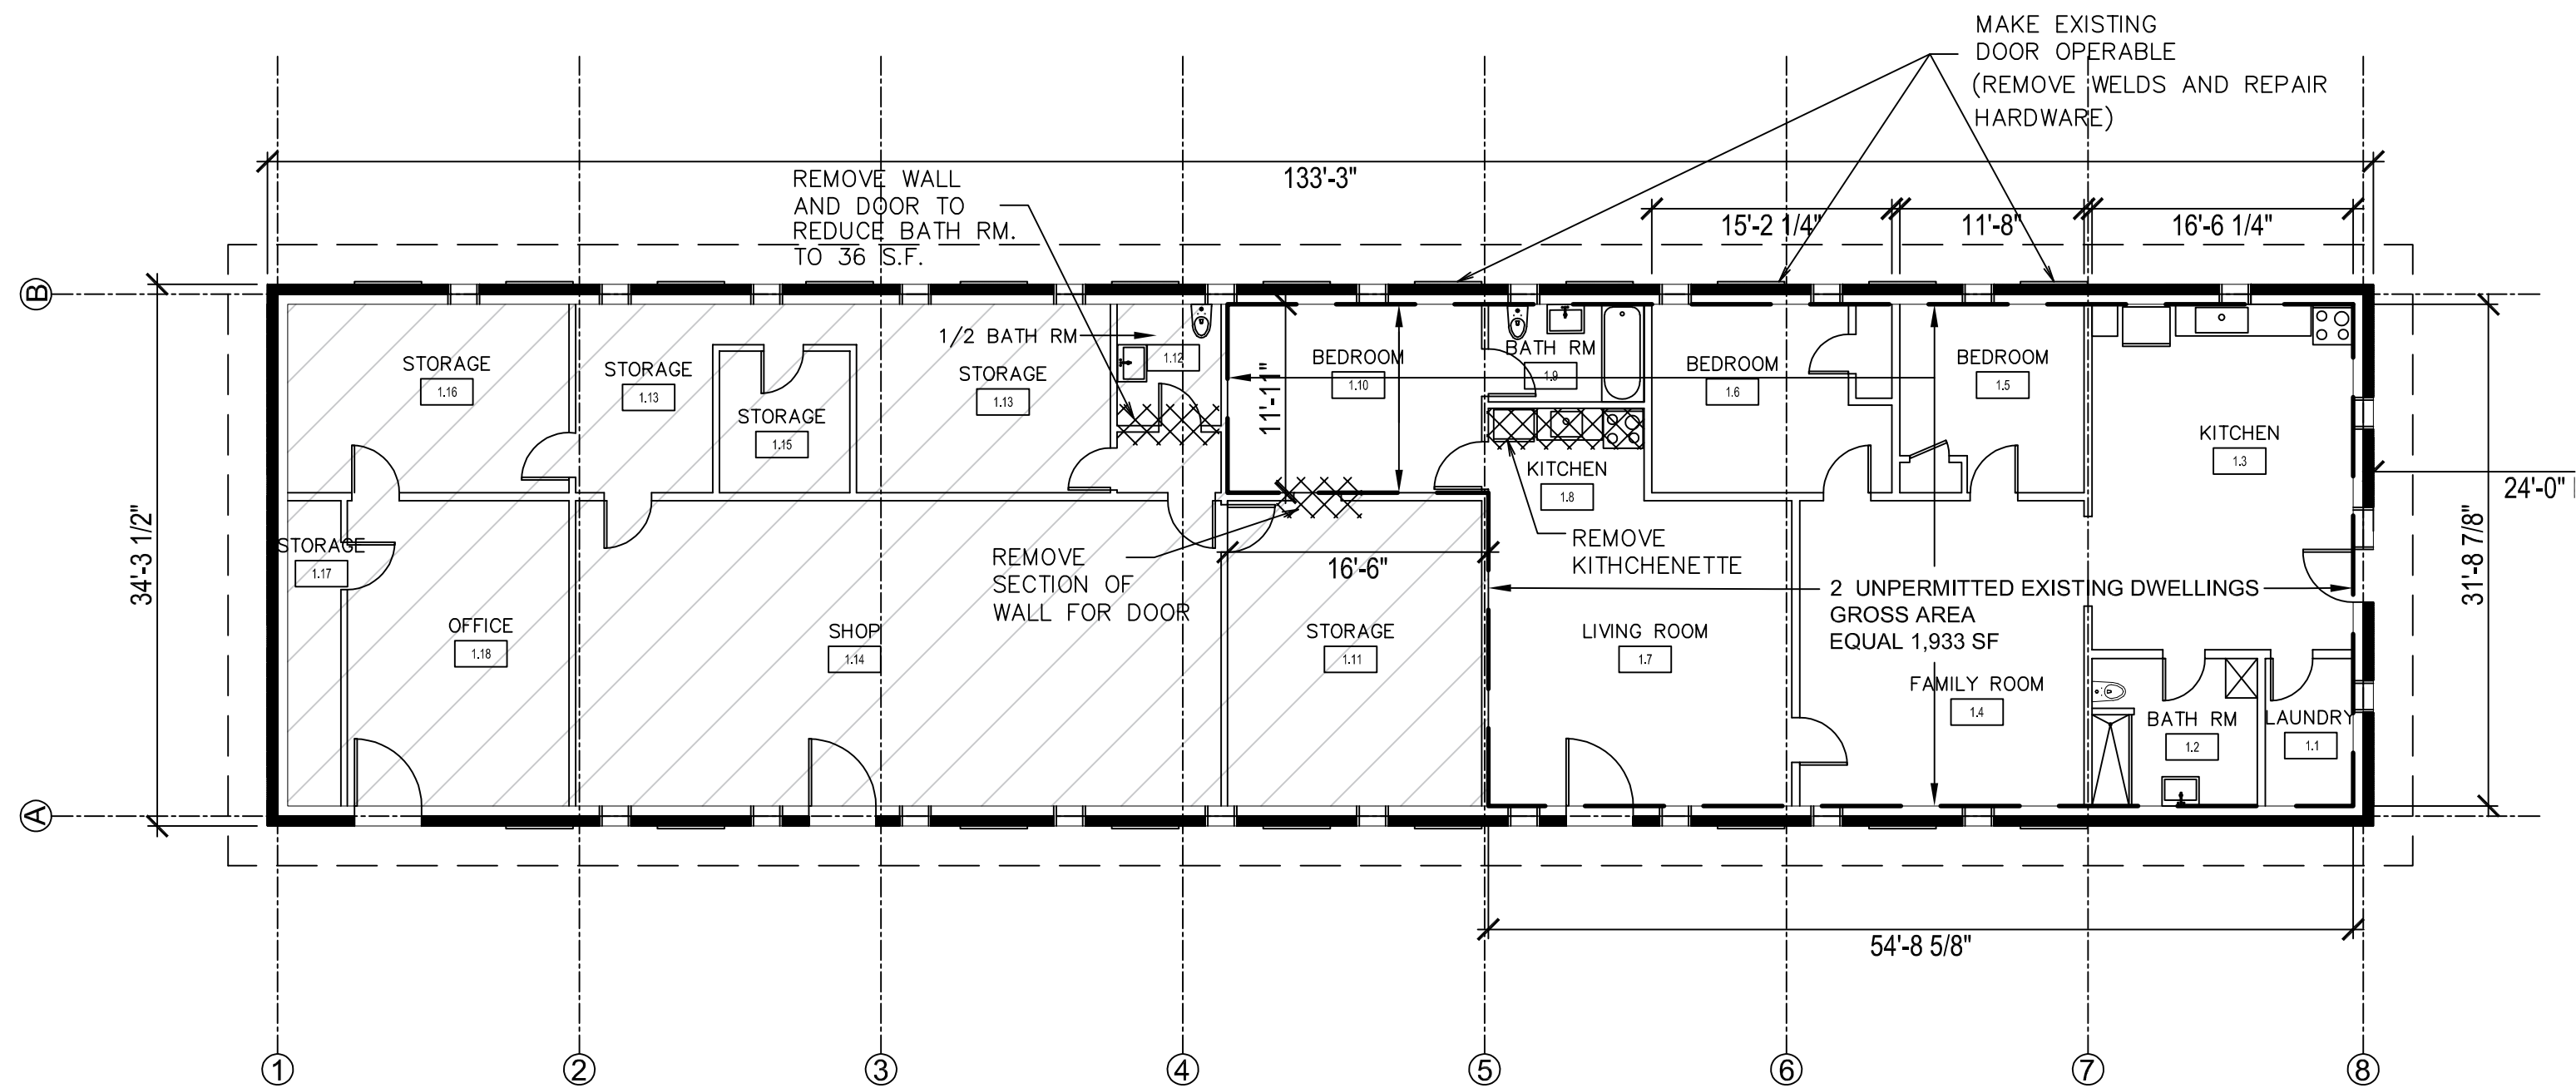 MAKE EXISTING
DOOR OPERABLE
(REMOVE WELDS AND REPAIR
HARDWARE)
133'-3"
REMOVE WALL
AND DOOR TO
REDUCE BATH RM.
TO 36 S.F.
15'-2 1/4"
11'-8"
16'-6 1/4"
B
1/2 BATH RM
1.12
STORAGE
1.16
STORAGE
1.13
STORAGE
1.15
STORAGE
1.13
BEDROOM
1.10
11'-11"
BATH RM
1.9
BEDROOM
1.6
BEDROOM
1.5
KITCHEN
1.3
KITCHEN
1.8
24'-0"
34'-3 1/2"
31'-8 7/8"
STORAGE
1.17
REMOVE
SECTION OF
WALL FOR DOOR
16'-6"
REMOVE
KITHCHENETTE
2 UNPERMITTED EXISTING DWELLINGS
GROSS AREA
EQUAL 1,933 SF
OFFICE
1.18
SHOP
1.14
STORAGE
1.11
LIVING ROOM
1.7
FAMILY ROOM
1.4
BATH RM
1.2
LAUNDRY
1.1
A
54'-8 5/8"
1
2
3
4
5
6
7
8